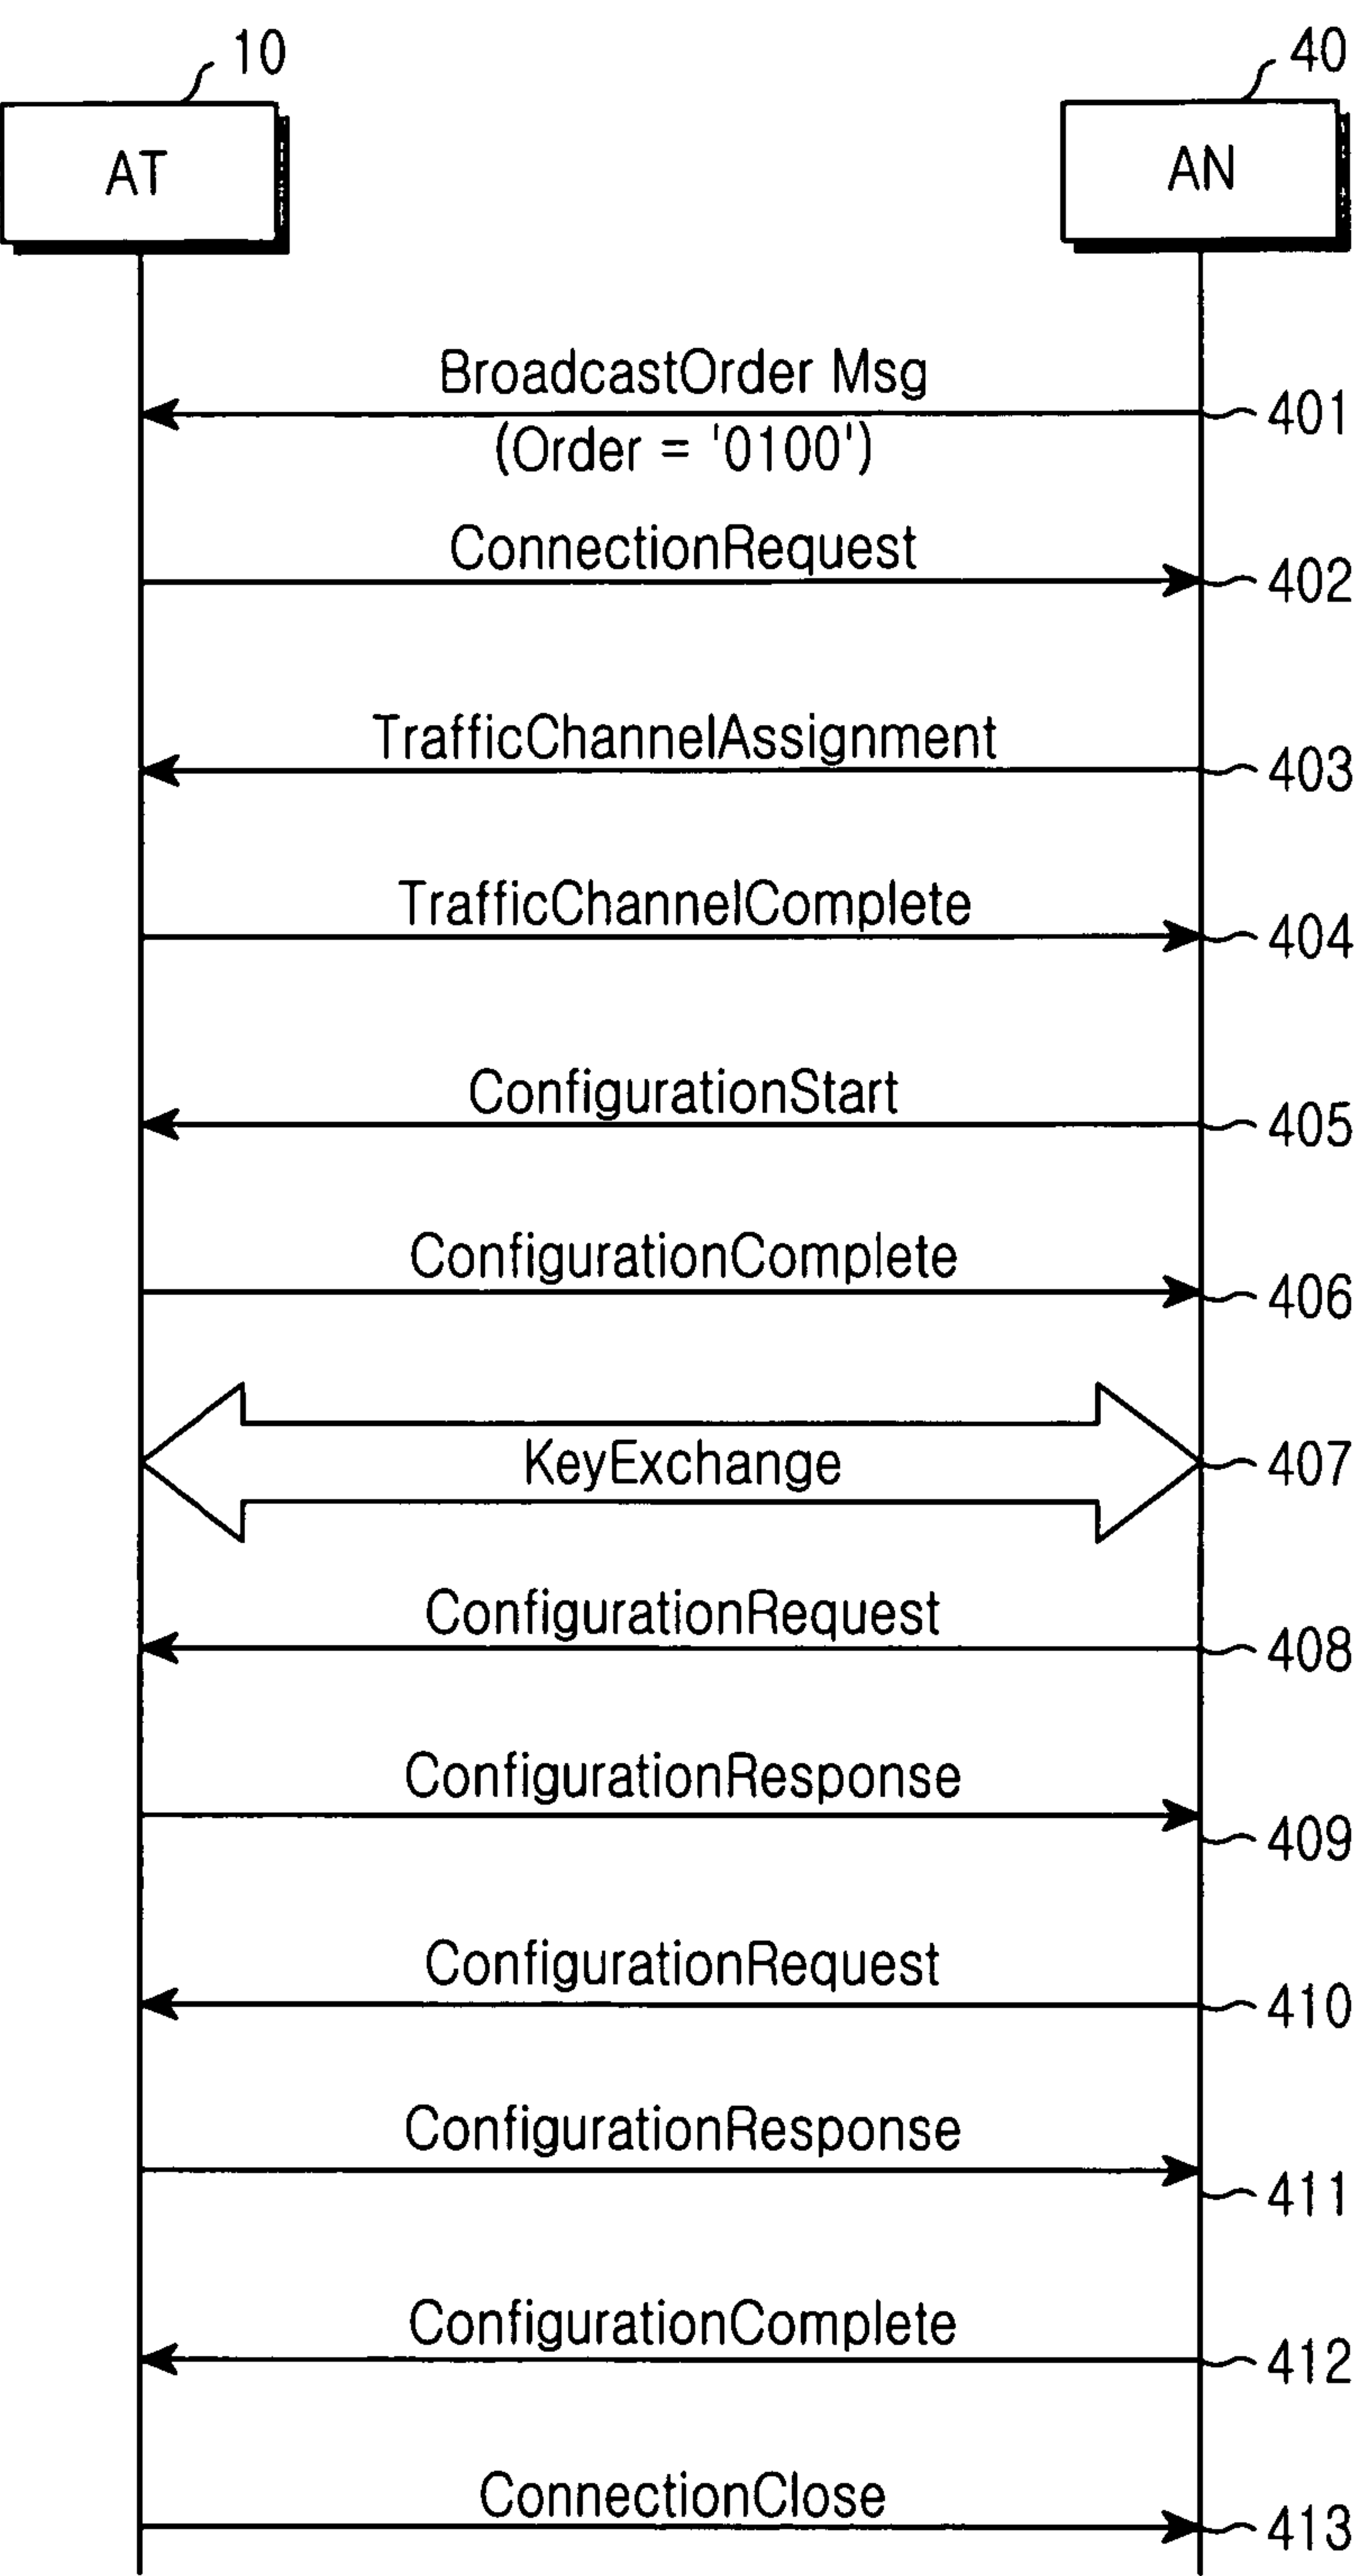 10
40
AT
AN
BroadcastOrder Msg
(Order = '0100')
401
ConnectionRequest
402
TrafficChannelAssignment
403
TrafficChannelComplete
404
ConfigurationStart
405
ConfigurationComplete
406
KeyExchange
407
ConfigurationRequest
408
ConfigurationResponse
409
ConfigurationRequest
410
ConfigurationResponse
411
ConfigurationComplete
412
ConnectionClose
413